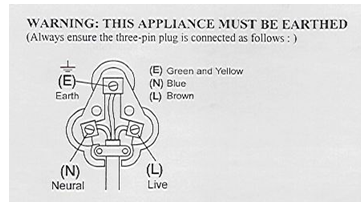 WARNING: THIS APPLIANCE MUST BE EARTHED
(Always ensure the three-pin plug is connected as follows : )
(E) Green and Yellow
(N) Blue
(L) Brown
(E)
Earth
(N)
Neural
(L)
Live